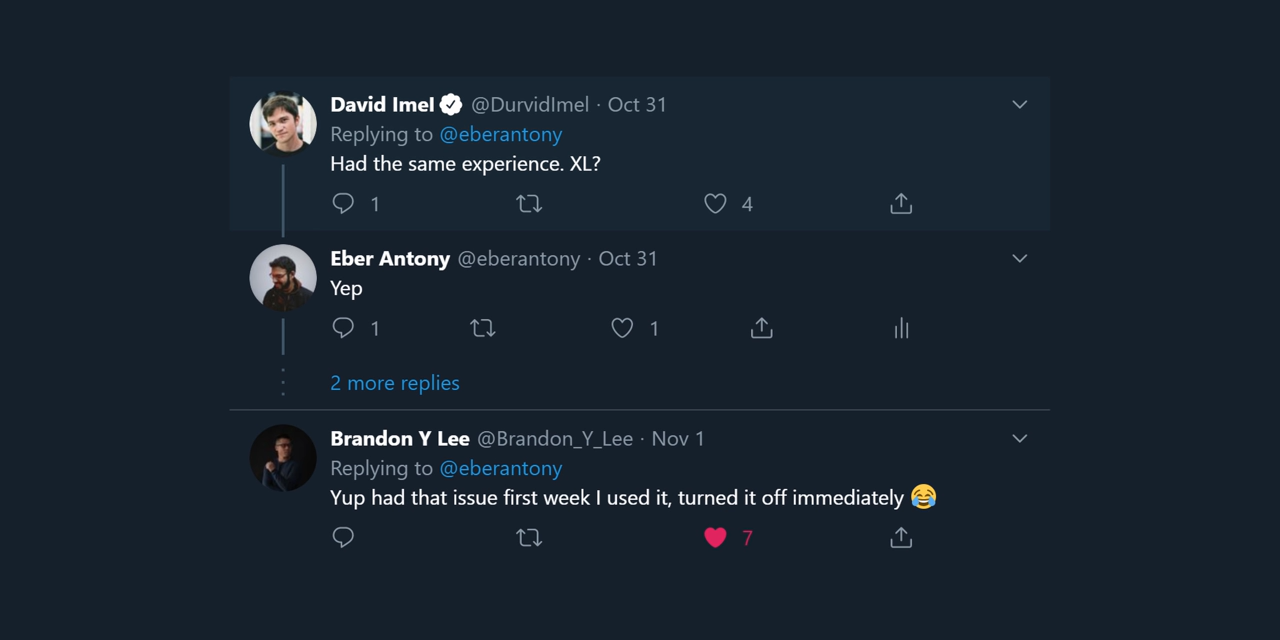 David Imel @DurvidImel · Oct 31
Replying to @eberantony
Had the same experience. XL?
1 4
Eber Antony @eberantony · Oct 31
Yep
1 1
2 more replies
Brandon Y Lee @Brandon_Y_Lee · Nov 1
Replying to @eberantony
Yup had that issue first week I used it, turned it off immediately 😂
7